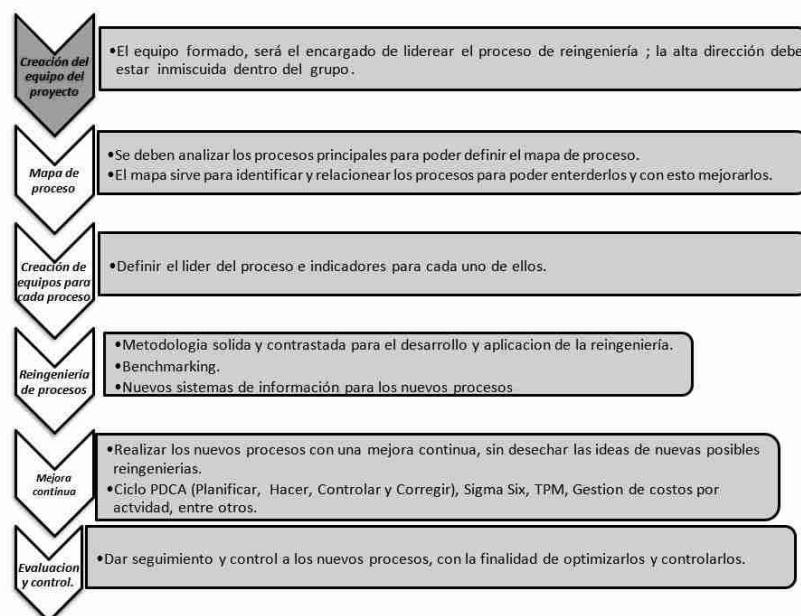 Creación del
equipo del
proyecto
•El equipo formado, será el encargado de liderear el proceso de reingeniería ; la alta dirección debe
estar inmiscuida dentro del grupo.
Mapa de
proceso
•Se deben analizar los procesos principales para poder definir el mapa de proceso.
•El mapa sirve para identificar y relacionear los procesos para poder enterderlos y con esto mejorarlos.
Creación de
equipos para
cada proceso
•Definir el lider del proceso e indicadores para cada uno de ellos.
Reingeniería
de procesos
•Metodologia solida y contrastada para el desarrollo y aplicacion de la reingeniería.
•Benchmarking.
•Nuevos sistemas de información para los nuevos procesos
Mejora
continua
•Realizar los nuevos procesos con una mejora continua, sin desechar las ideas de nuevas posibles
reingenierias.
•Ciclo PDCA (Planificar, Hacer, Controlar y Corregir), Sigma Six, TPM, Gestion de costos por
actvidad, entre otros.
Evaluacion
y control.
•Dar seguimiento y control a los nuevos procesos, con la finalidad de optimizarlos y controlarlos.